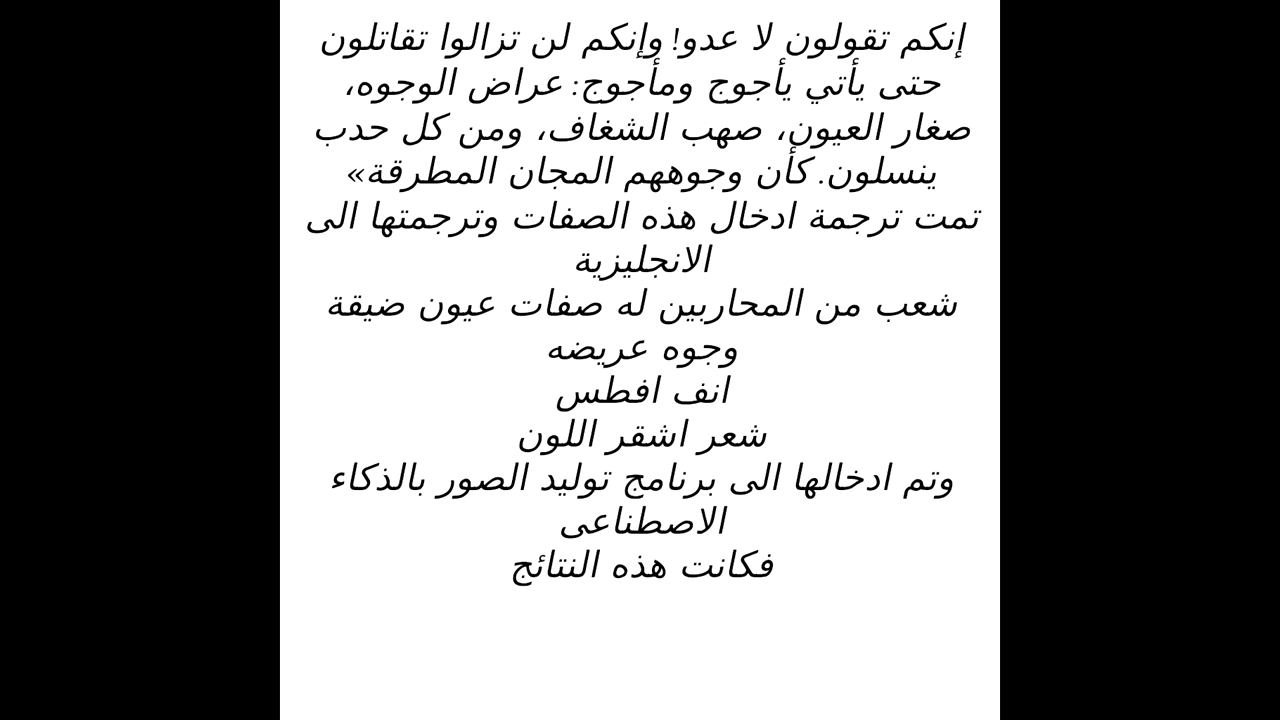 إنكم تقولون لا عدو! وإنكم لن تزالوا تقاتلون
حتى يأتي يأجوج ومأجوج: عراض الوجوه،
صغار العيون، صهب الشغاف، ومن كل حدب
ينسلون. كأن وجوههم المجان المطرقة»
تمت ترجمة ادخال هذه الصفات وترجمتها الى
الانجليزية
شعب من المحاربين له صفات عيون ضيقة
وجوه عريضه
انف افطس
شعر اشقر اللون
وتم ادخالها الى برنامج توليد الصور بالذكاء
الاصطناعى
فكانت هذه النتائج